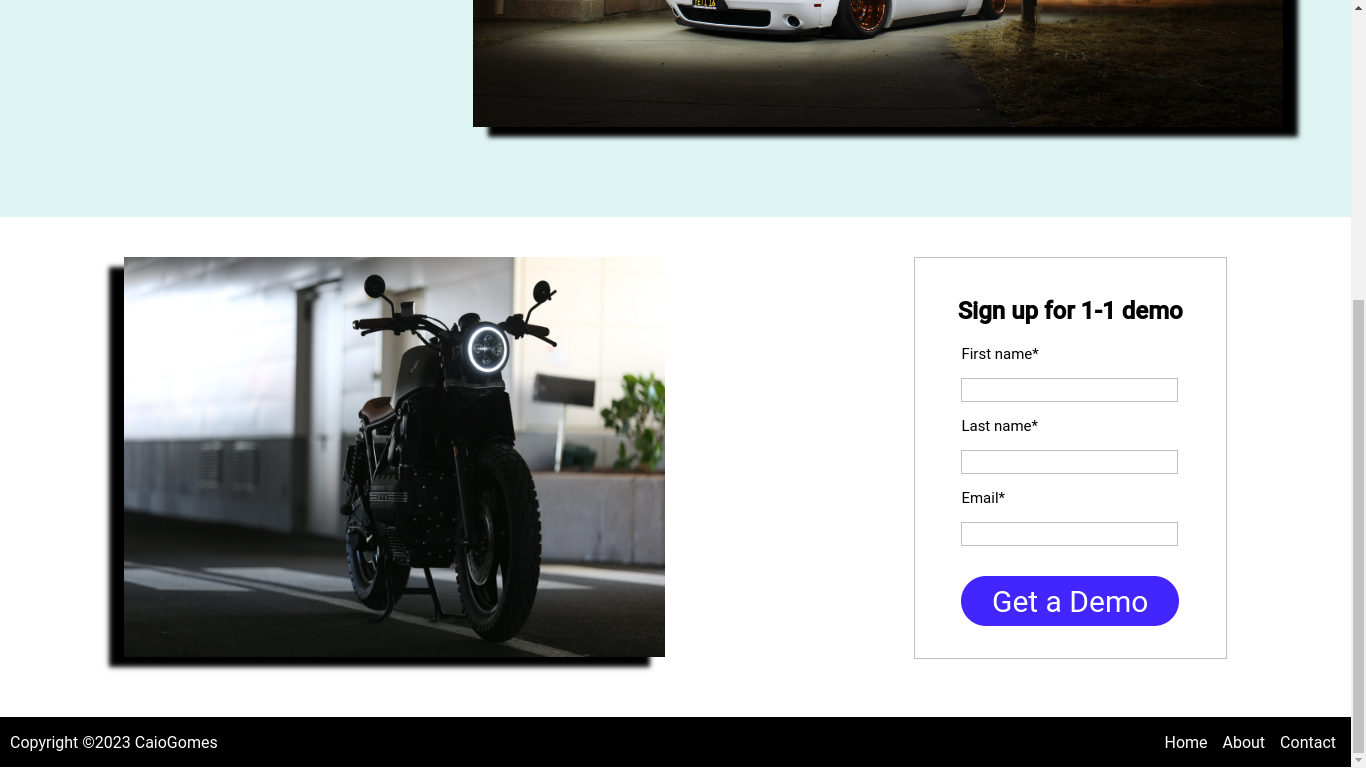 Sign up for 1-1 demo
First name*
Last name*
Email*
Get a Demo
Copyright ©2023 CaioGomes
Home About Contact